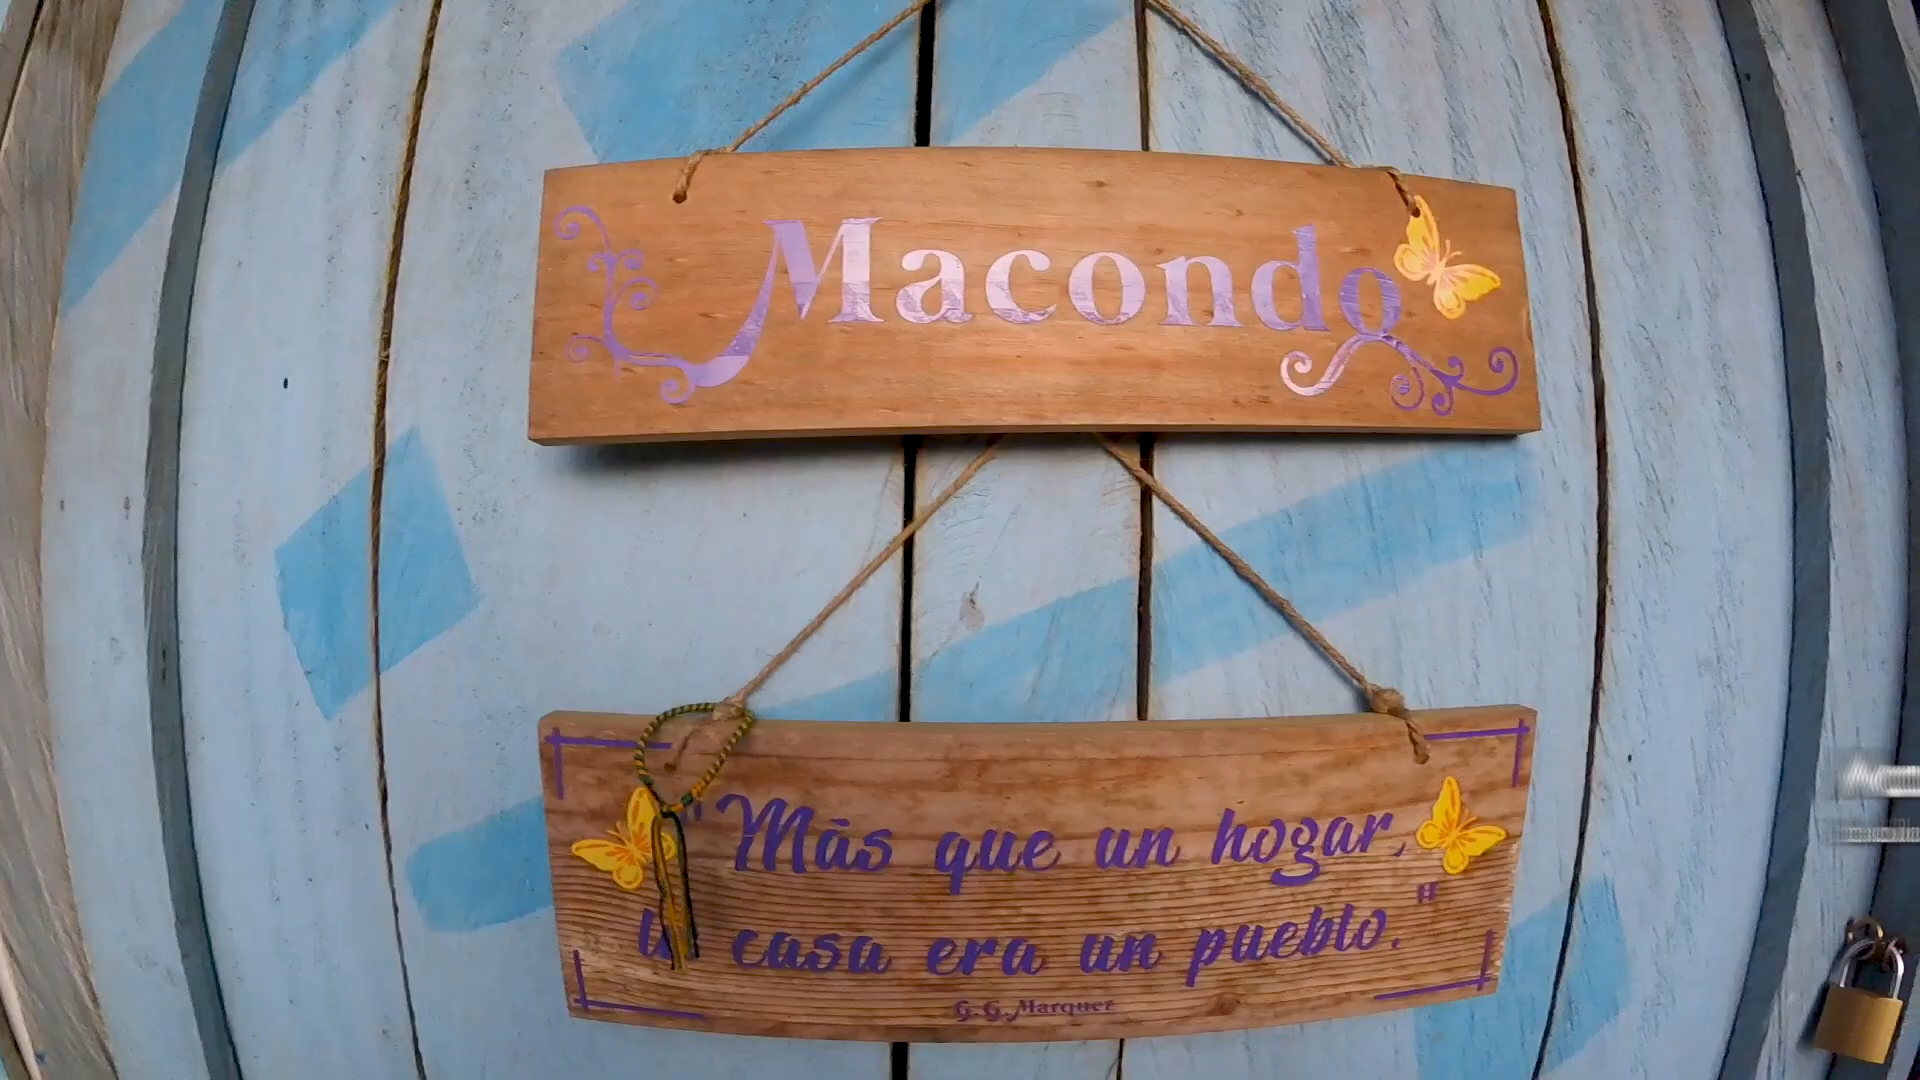 Macondo
"Más que un hogar,
casa era un pueblo."
G.G.Marquez